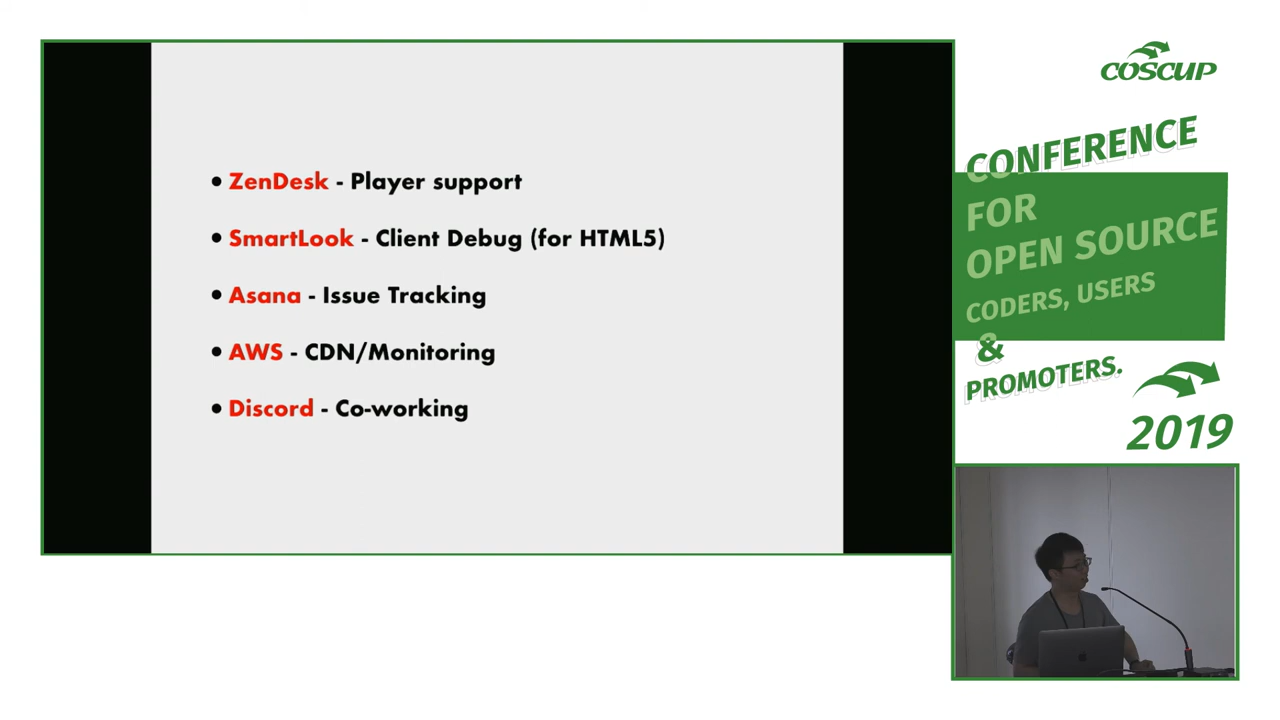 • ZenDesk - Player support
• SmartLook - Client Debug (for HTML5)
• Asana - Issue Tracking
• AWS - CDN/Monitoring
• Discord - Co-working
COSCUP
CONFERENCE
FOR
OPEN SOURCE
CODERS, USERS
&
PROMOTERS.
2019